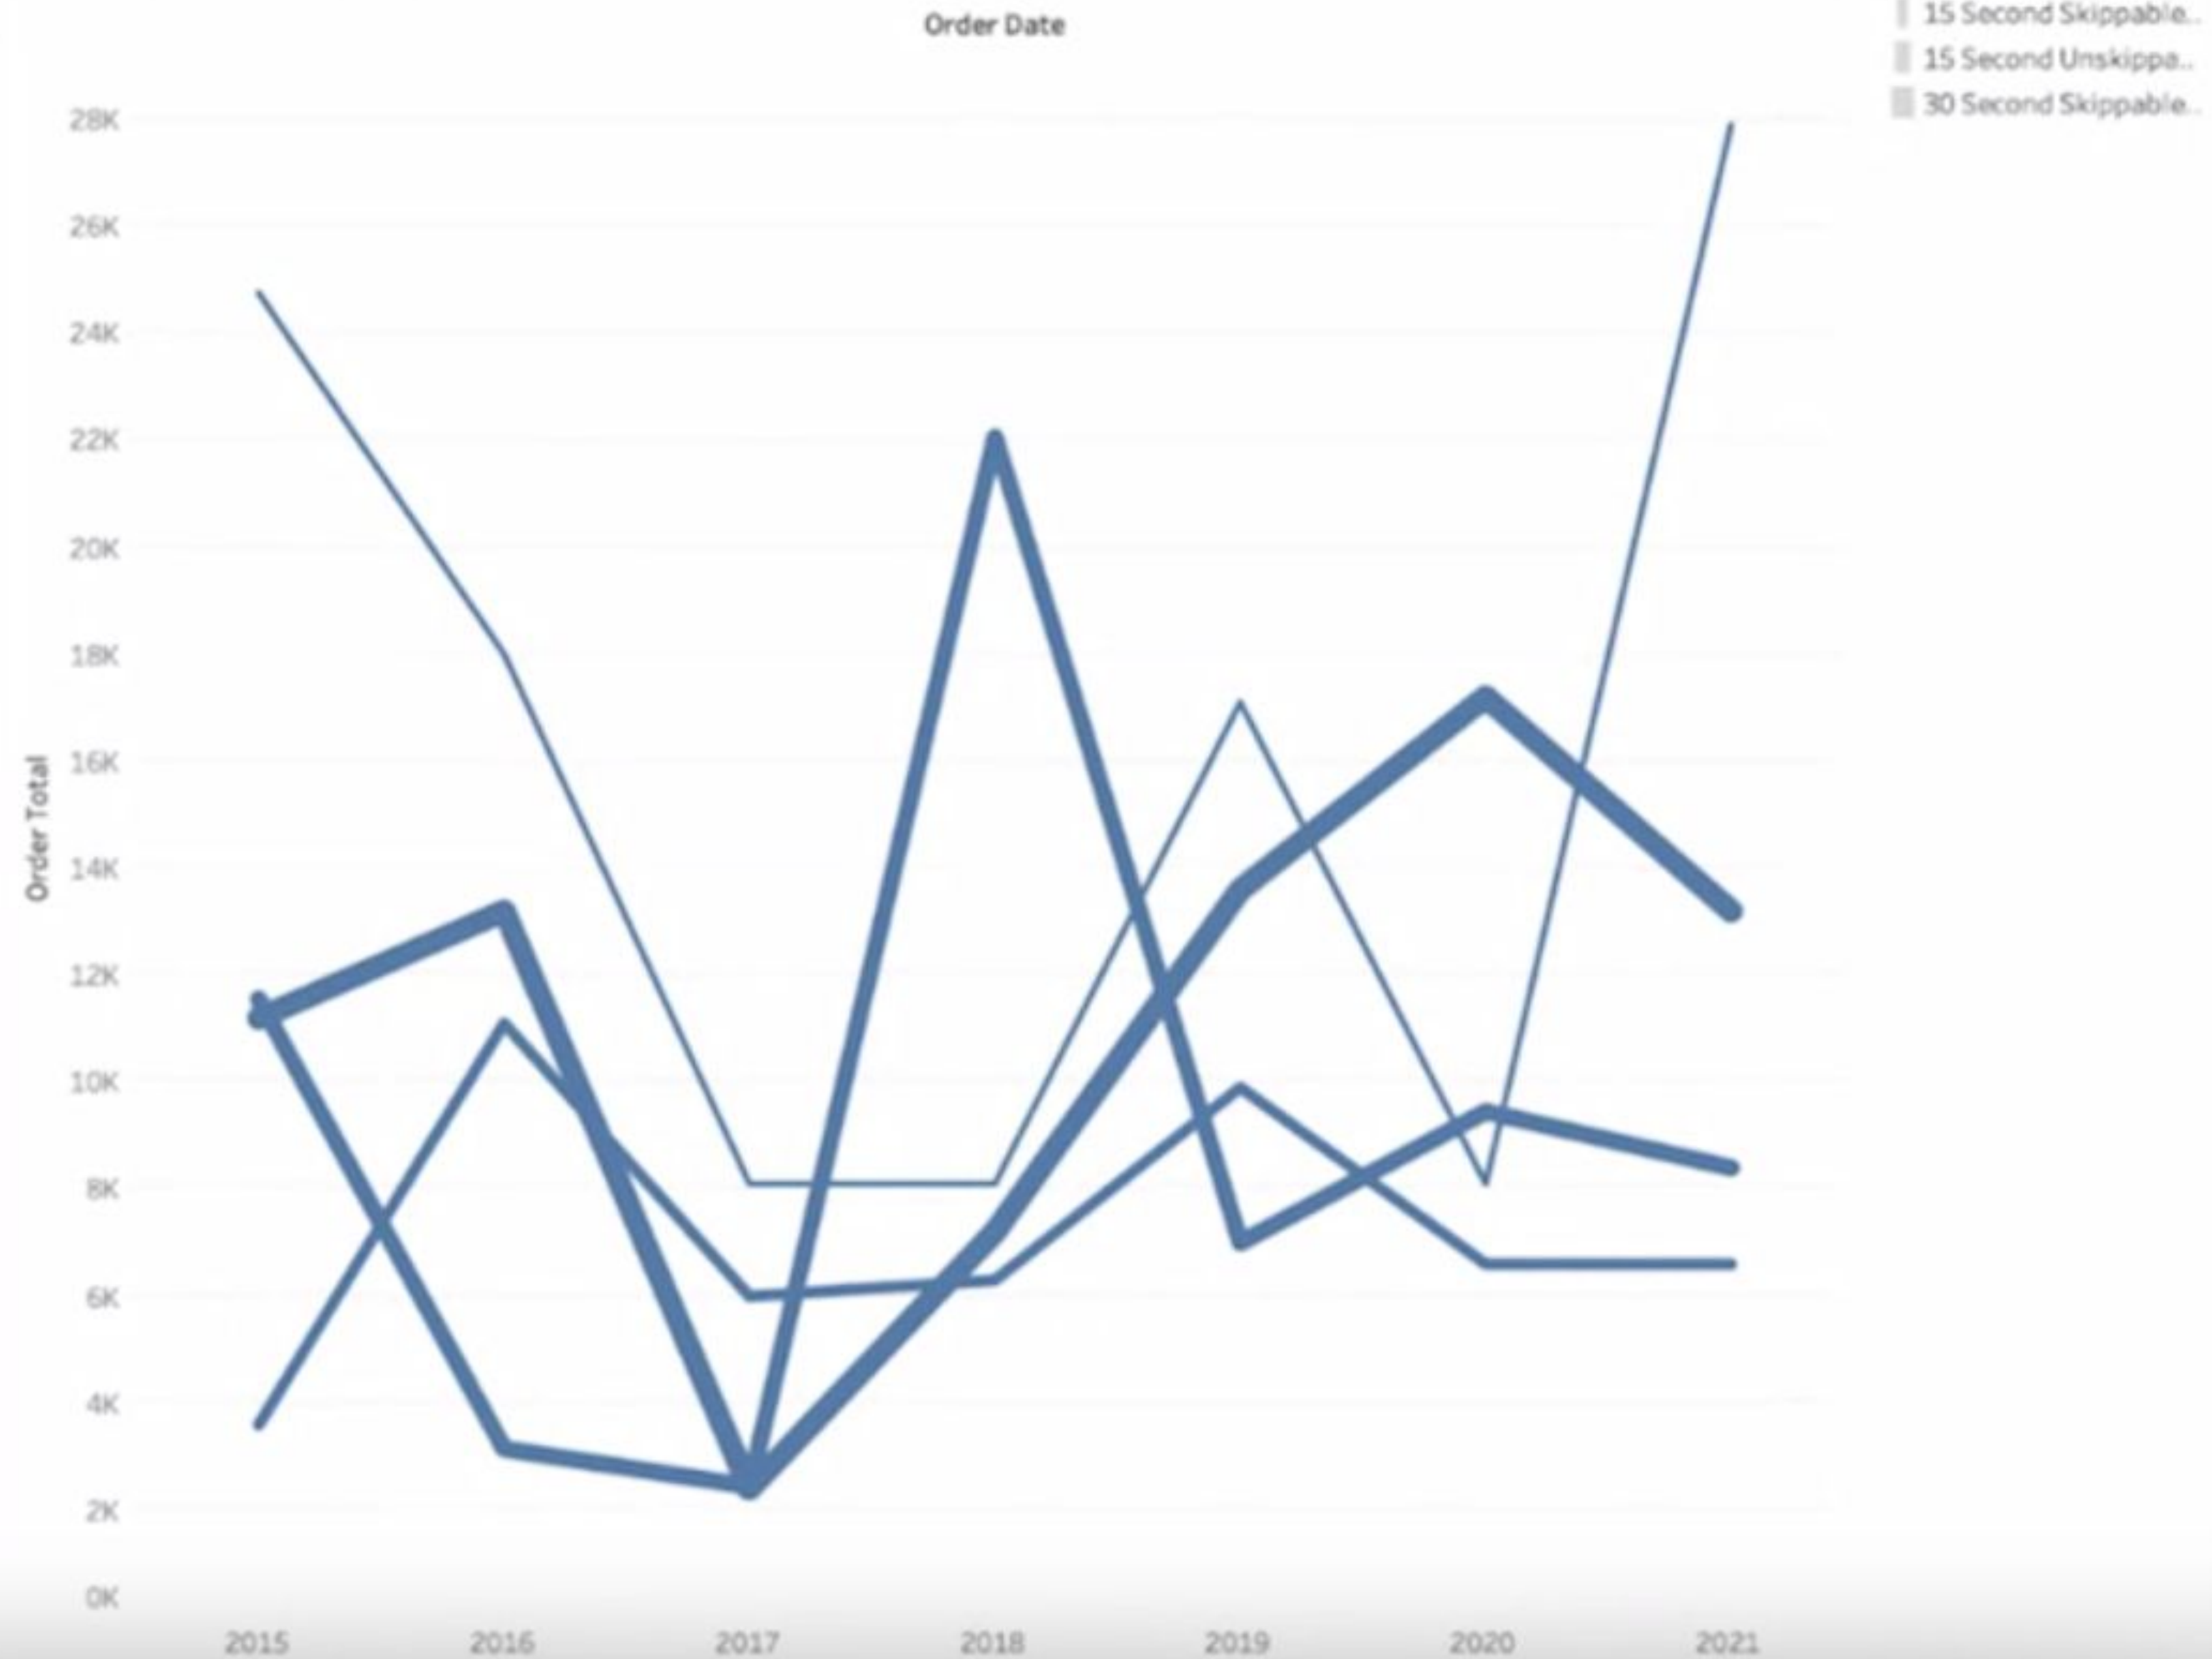 Order Date
15 Second Skippable..
15 Second Unskippa..
30 Second Skippable..
28K
26K
24K
22K
20K
18K
16K
14K
12K
10K
8K
6K
4K
2K
0K
Order Total
2015 2016 2017 2018 2019 2020 2021